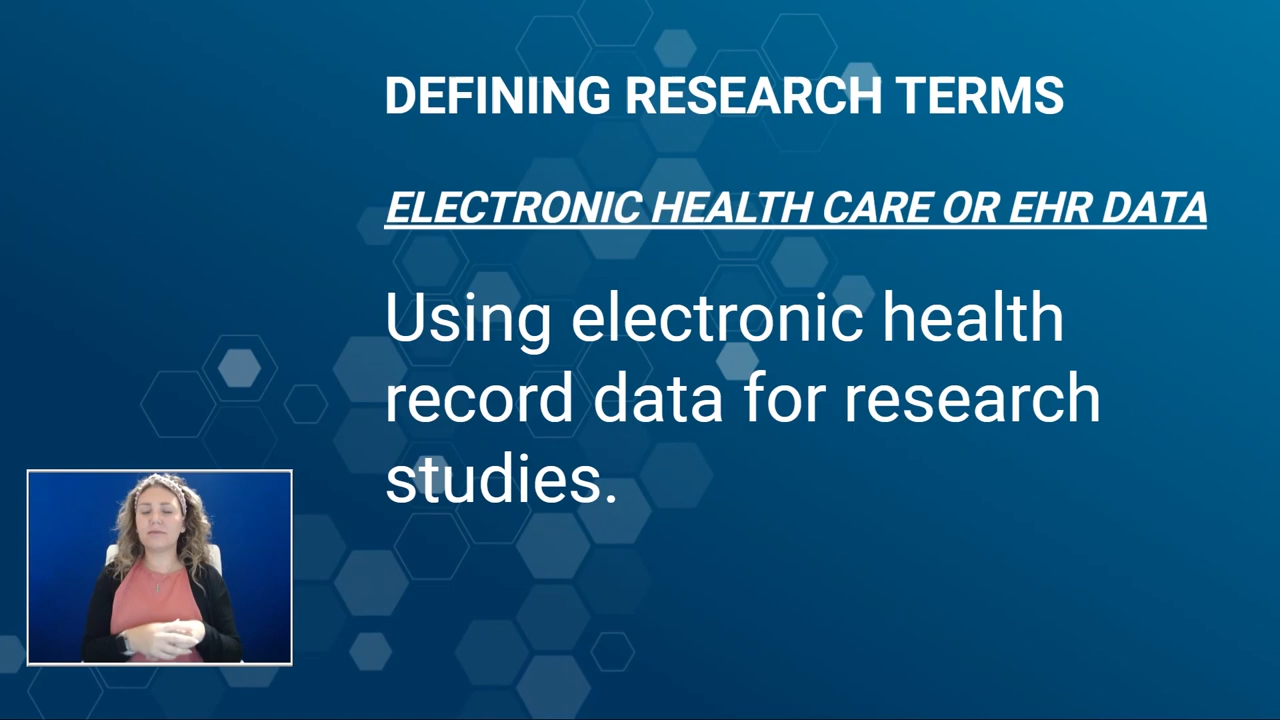 DEFINING RESEARCH TERMS
ELECTRONIC HEALTH CARE OR EHR DATA
Using electronic health
record data for research
studies.